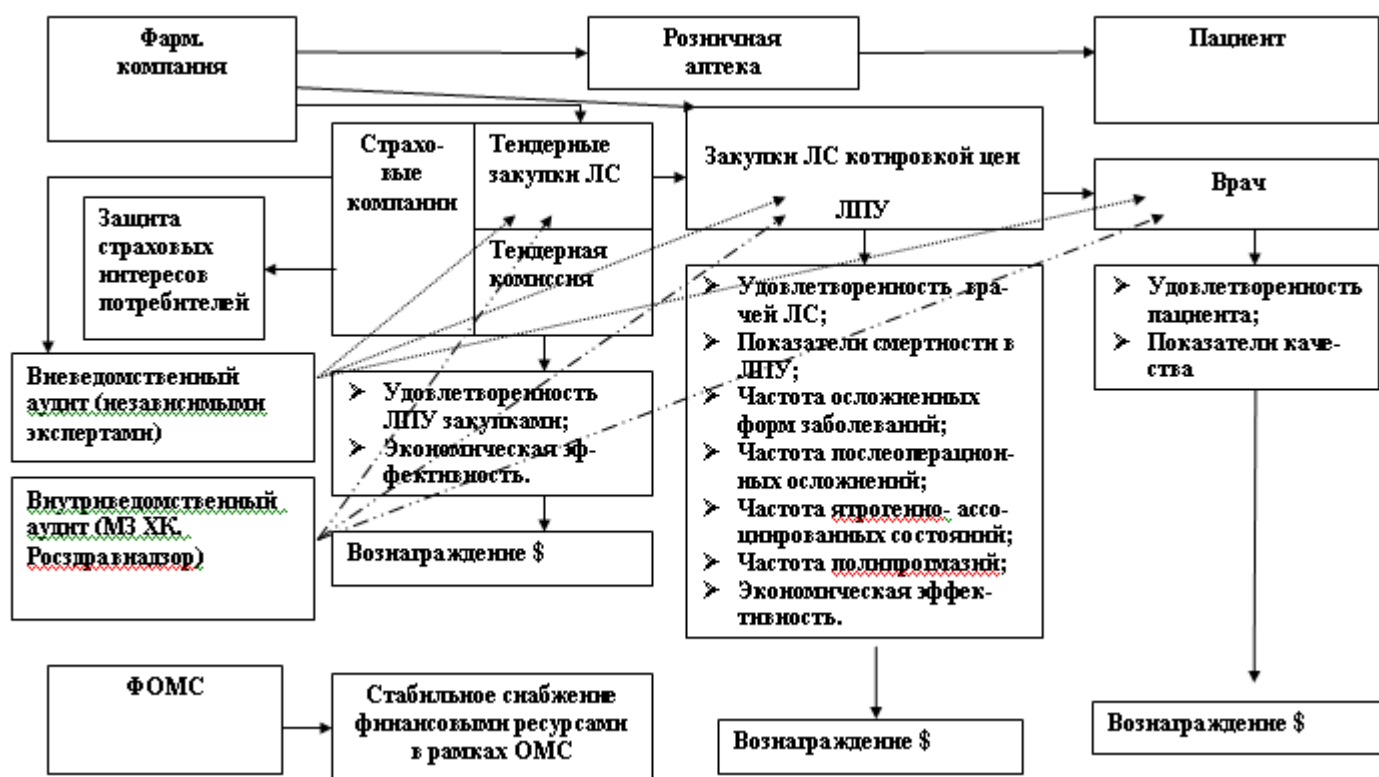 Фарм.
компания
Розничная
аптека
Пациент
Страхо-
вые
компании
Тендерные
закупки ЛС
Тендерная
комиссия
Закупки ЛС котировкой цен
ЛПУ
Врач
Защита
страховых
интересов
потребителей
Вневедомственный
аудит (независимыми
экспертами)
Внутриведомственный
аудит (МЗ ХК,
Росздравнадзор)
➢ Удовлетворенность
ЛПУ закупками;
➢ Экономическая эф-
фективность.
Вознаграждение $
➢ Удовлетворенность вра-
чей ЛС;
➢ Показатели смертности в
ЛПУ;
➢ Частота осложненных
форм заболеваний;
➢ Частота послеоперацион-
ных осложнений;
➢ Частота ятрогенно- ассо-
циированных состояний;
➢ Частота полипрогмазий;
➢ Экономическая эффек-
тивность.
Вознаграждение $
➢ Удовлетворенность
пациента;
➢ Показатели каче-
ства
Вознаграждение $
ФОМС
Стабильное снабжение
финансовыми ресурсами
в рамках ОМС